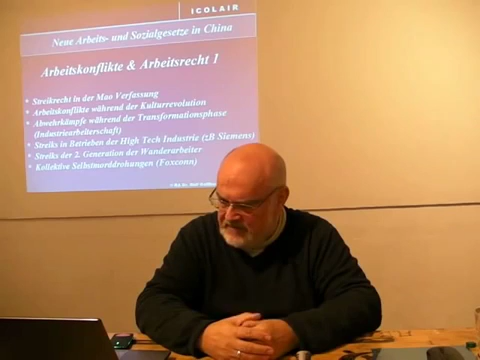 ICOLAIR
Neue Arbeits- und Sozialgesetze in China
Arbeitskonflikte & Arbeitsrecht 1
Streikrecht in der Mao Verfassung
Arbeitskonflikte während der Kulturrevolution
Abwehrkämpfe während der Transformationsphase
(Industriearbeiterschaft)
Streiks in Betrieben der High Tech Industrie (zB Siemens)
Streiks der 2. Generation der Wanderarbeiter
Kollektive Selbstmorddrohungen (Foxconn)